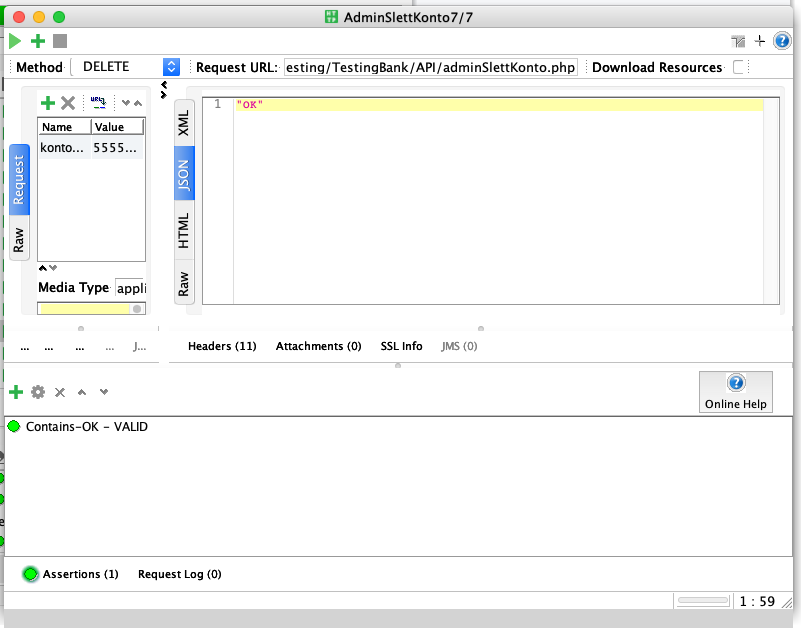 AdminSlettKonto7/7
Method DELETE Request URL: esting/TestingBank/API/adminSlettKonto.php Download Resources
URL
Name Value
konto... 5555...
Request
Raw
Media Type appli
XML
JSON
HTML
Raw
1 "OK"
... ... ... ... J...
Headers (11) Attachments (0) SSL Info JMS (0)
Online Help
Contains-OK - VALID
Assertions (1) Request Log (0)
1 : 59